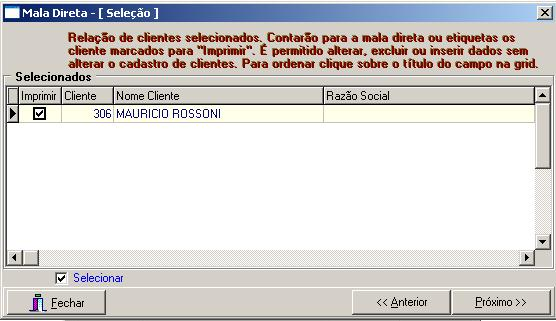 Mala Direta - [ Seleção ]
Relação de clientes selecionados. Contarão para a mala direta ou etiquetas os
cliente marcados para "Imprimir". É permitido alterar, excluir ou inserir dados sem
alterar o cadastro de clientes. Para ordenar clique sobre o título do campo na grid.
Selecionados
Imprimir Cliente Nome Cliente Razão Social
306 MAURICIO ROSSONI
Selecionar
Fechar << Anterior Próximo >>